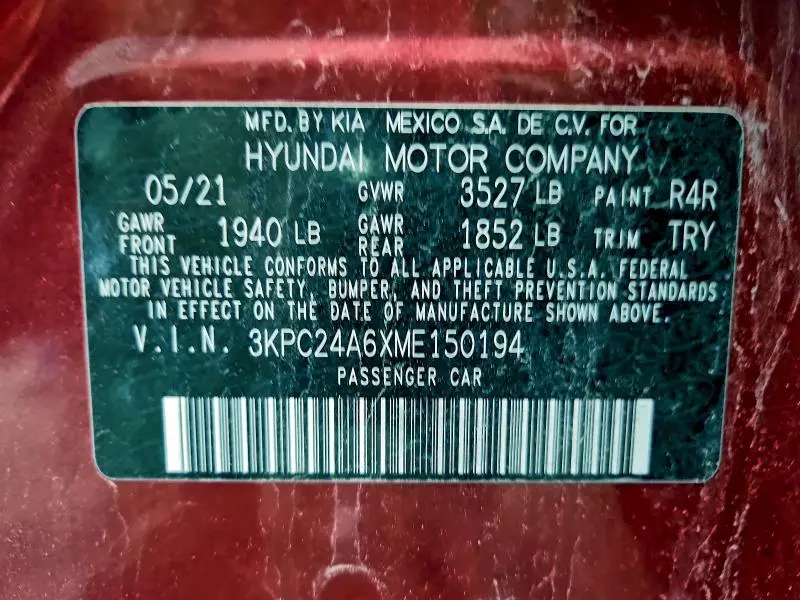 MFD. BY KIA MEXICO S.A. DE C.V. FOR
HYUNDAI MOTOR COMPANY
05/21 GVWR 3527 LB PAINT R4R
GAWR FRONT 1940 LB GAWR REAR 1852 LB TRIM TRY
THIS VEHICLE CONFORMS TO ALL APPLICABLE U.S.A. FEDERAL
MOTOR VEHICLE SAFETY, BUMPER, AND THEFT PREVENTION STANDARDS
IN EFFECT ON THE DATE OF MANUFACTURE SHOWN ABOVE.
V.I.N. 3KPC24A6XME150194
PASSENGER CAR